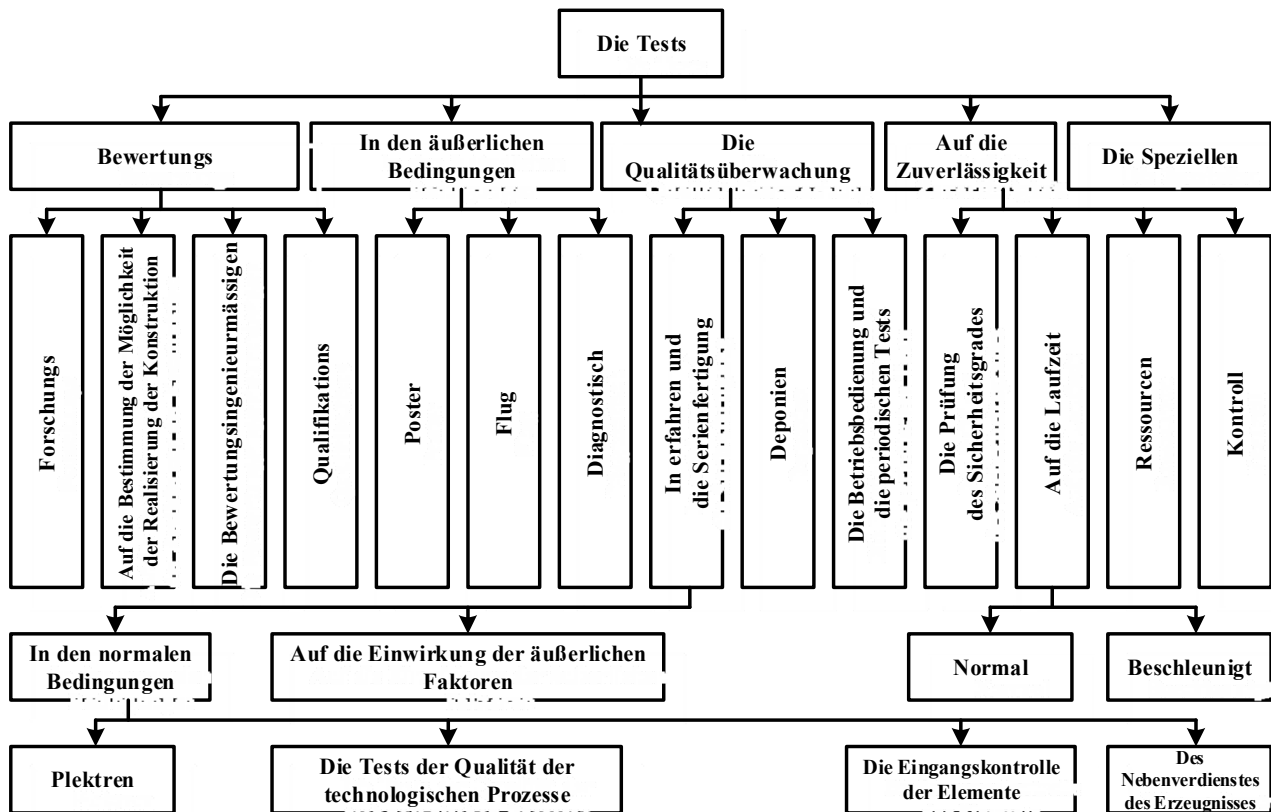 Die Tests
Bewertungs
In den äußerlichen
Bedingungen
Die
Qualitätsüberwachung
Auf die
Zuverlässigkeit
Die Speziellen
Forschungs
Auf die Bestimmung der Möglichkeit
der Realisierung der Konstruktion
Die Bewertungsingenieurmässigen
Qualifikations
Poster
Flug
Diagnostisch
In erfahren und
die Serienfertigung
Deponien
Die Betriebsbedienung und
die periodischen Tests
Die Prüfung
des Sicherheitsgrades
Auf die Laufzeit
Ressourcen
Kontroll
In den normalen
Bedingungen
Auf die Einwirkung der äußerlichen
Faktoren
Normal
Beschleunigt
Plektren
Die Tests der Qualität der
technologischen Prozesse
Die Eingangskontrolle
der Elemente
Des
Nebenverdienstes
des Erzeugnisses